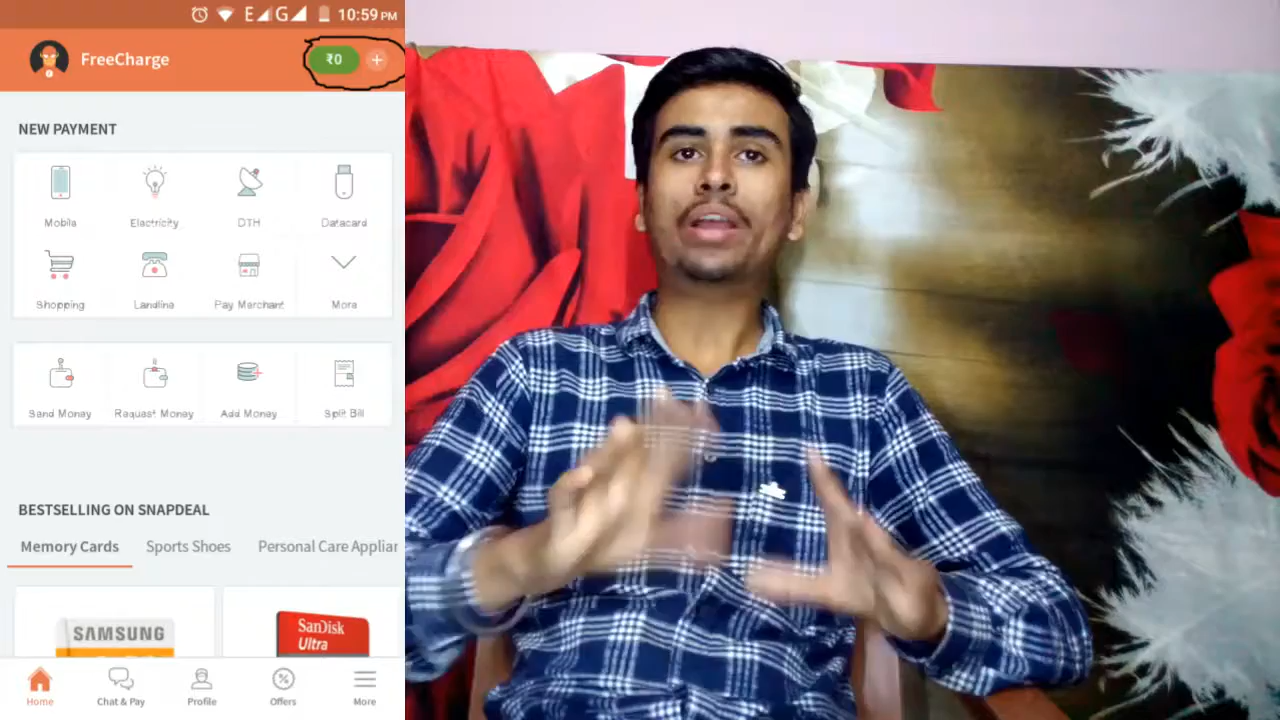 E G 10:59 PM
FreeCharge ₹0 +
NEW PAYMENT
Mobile Electricity DTH Datacard
Shopping Landline Pay Merchant More
Send Money Request Money Add Money Split Bill
BESTSELLING ON SNAPDEAL
Memory Cards Sports Shoes Personal Care Applian
SAMSUNG
SanDisk
Ultra
Home Chat & Pay Profile Offers More